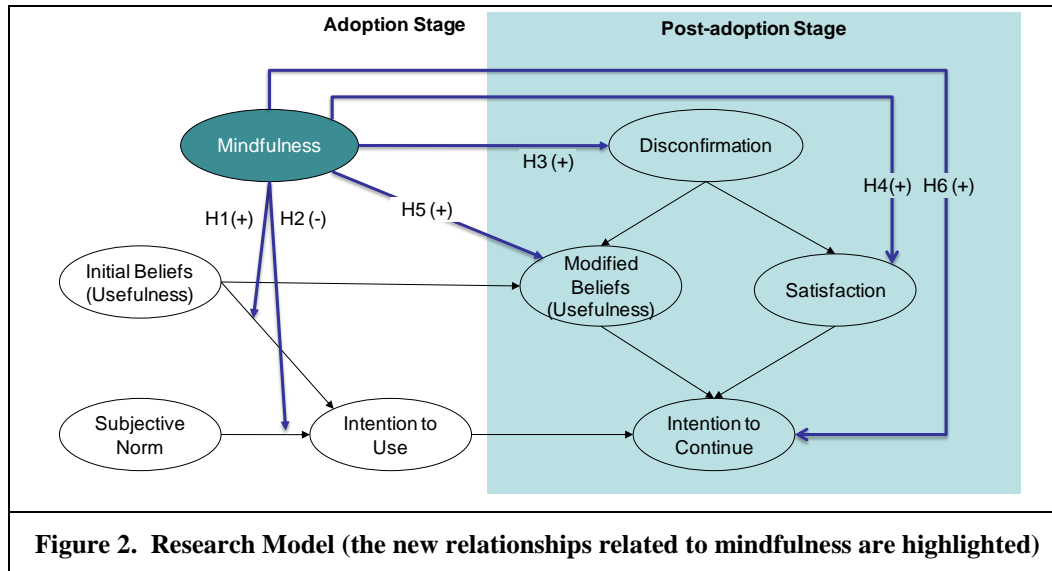 Adoption Stage
Post-adoption Stage
Mindfulness
Disconfirmation
H3 (+)
H4(+)
H6 (+)
H1(+)
H2 (-)
H5 (+)
Initial Beliefs
(Usefulness)
Modified
Beliefs
(Usefulness)
Satisfaction
Subjective
Norm
Intention to
Use
Intention to
Continue
Figure 2. Research Model (the new relationships related to mindfulness are highlighted)